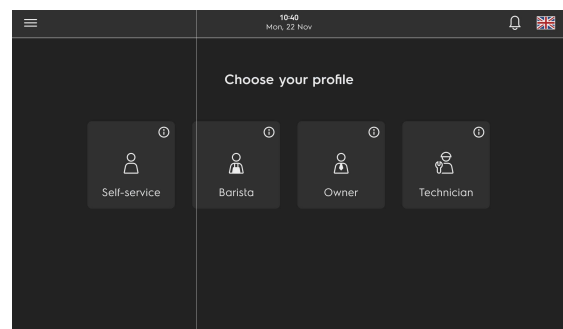 10:40
Mon, 22 Nov
Choose your profile
Self-service
Barista
Owner
Technician